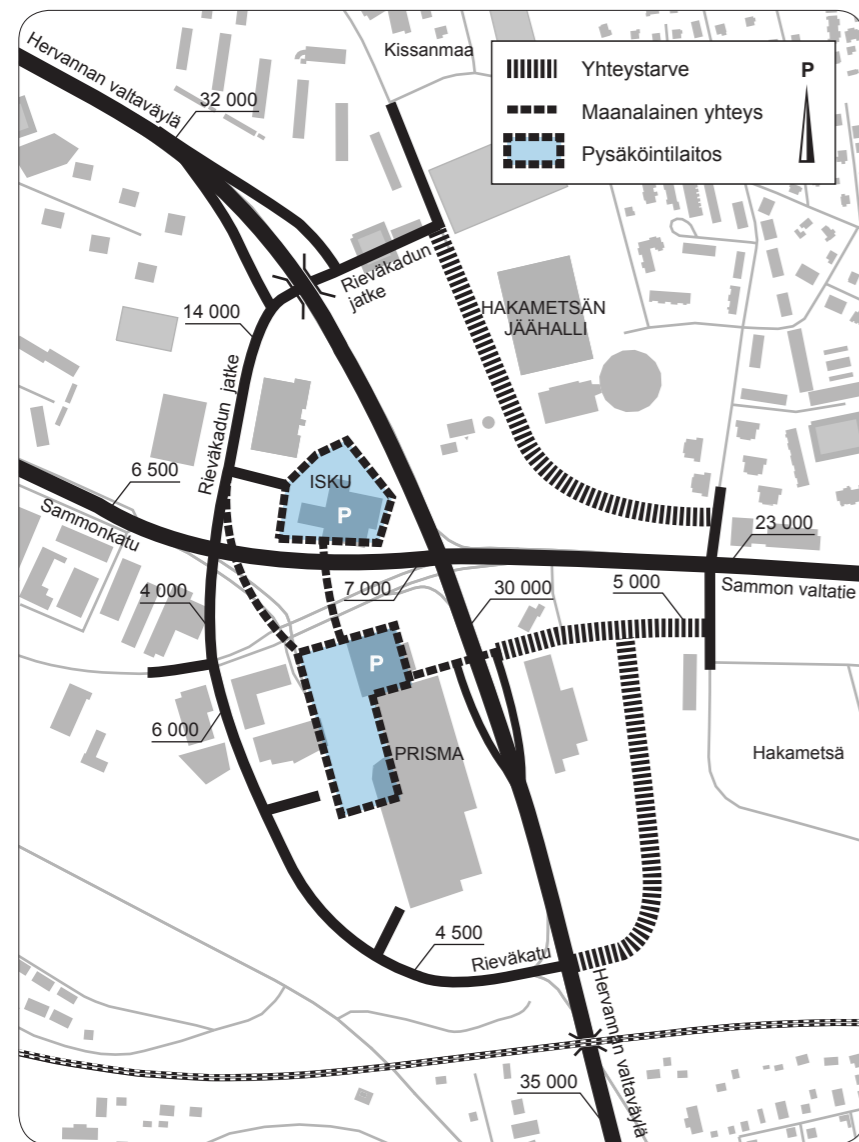 Kissanmaa
Yhteystarve
Maanalainen yhteys
Pysäköintilaitos
P
Hervannan valtaväylä
32 000
Rieväkadun
jatke
14 000
HAKAMETSÄN
JÄÄHALLI
Rieväkadun jatke
6 500
ISKU
P
Sammonkatu
23 000
4 000
7 000
30 000
5 000
Sammon valtatie
P
6 000
PRISMA
Hakametsä
4 500
Rieväkatu
Hervannan valtaväylä
35 000